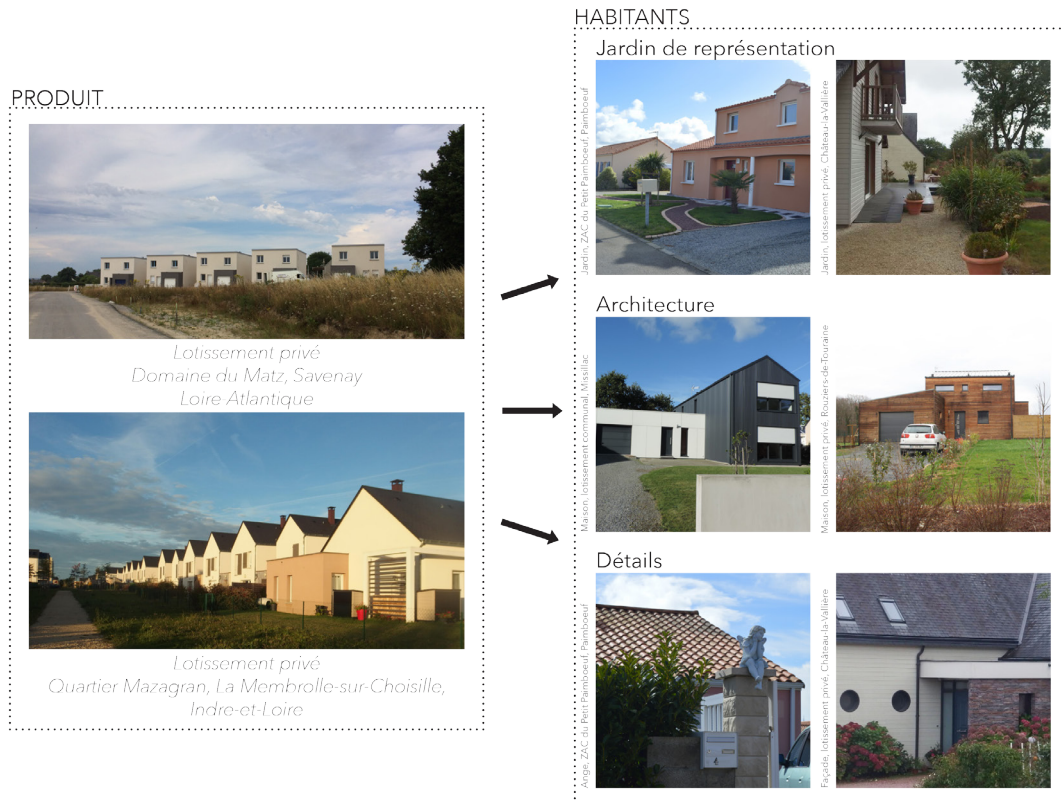 PRODUIT
Lotissement privé
Domaine du Matz, Savenay
Loire Atlantique
Lotissement privé
Quartier Mazagran, La Membrolle-sur-Choisille,
Indre-et-Loire
HABITANTS
Jardin de représentation
Jardin, ZAC du Petit Paimboeuf, Paimboeuf
Jardin, lotissement privé, Château-la-Vallière
Architecture
Maison, lotissement communal, Missillac
Maison, lotissement privé, Rouziers-de-Touraine
Détails
Ange, ZAC du Petit Paimboeuf, Paimboeuf
Façade, lotissement privé, Château-la-Vallière